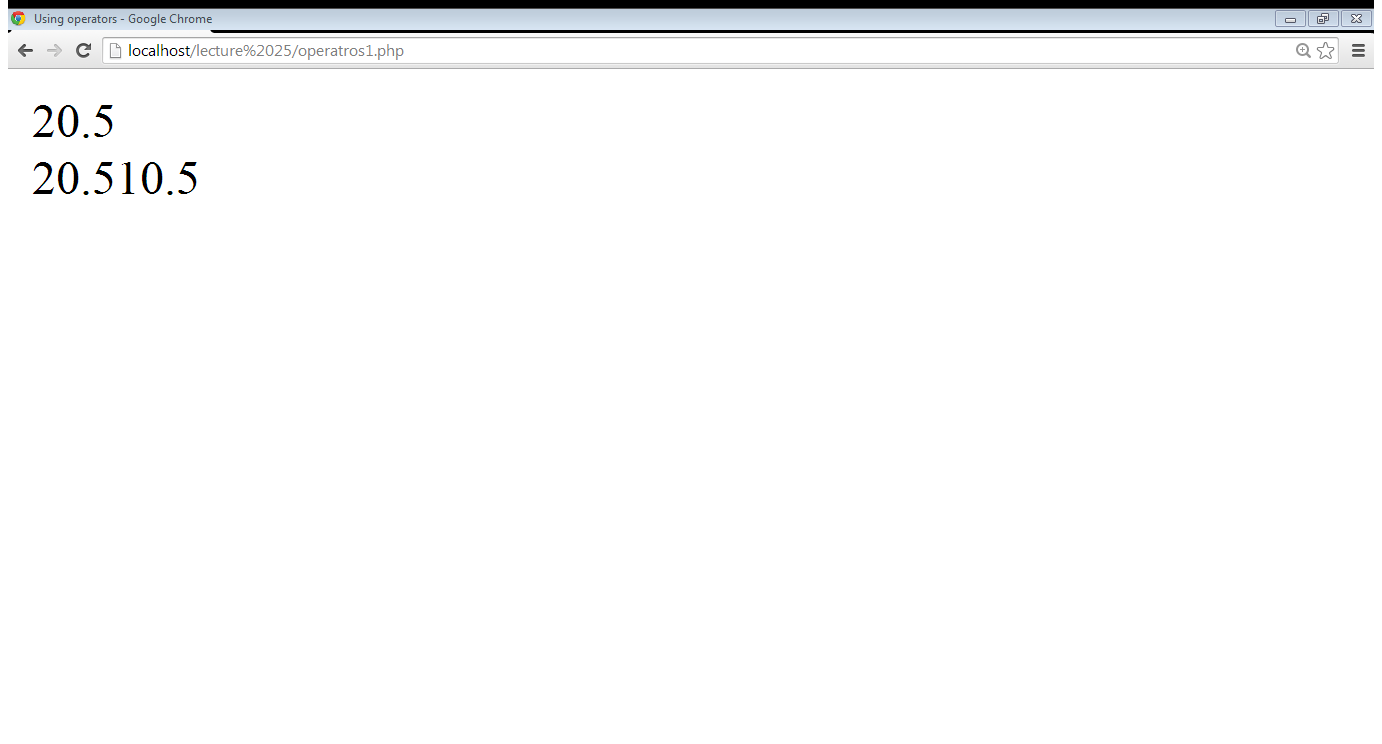 Using operators - Google Chrome
localhost/lecture%2025/operatros1.php
20.5
20.510.5